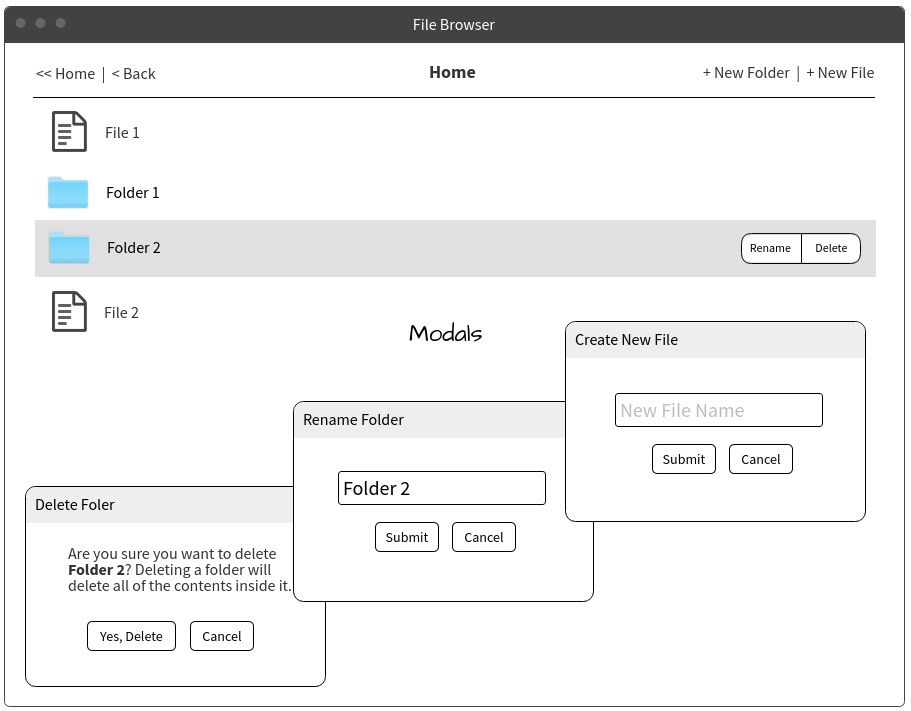 File Browser
<< Home | < Back
Home
+ New Folder | + New File
File 1
Folder 1
Folder 2
Rename
Delete
File 2
Modals
Create New File
New File Name
Submit
Cancel
Rename Folder
Folder 2
Submit
Cancel
Delete Foler
Are you sure you want to delete
Folder 2? Deleting a folder will
delete all of the contents inside it.
Yes, Delete
Cancel